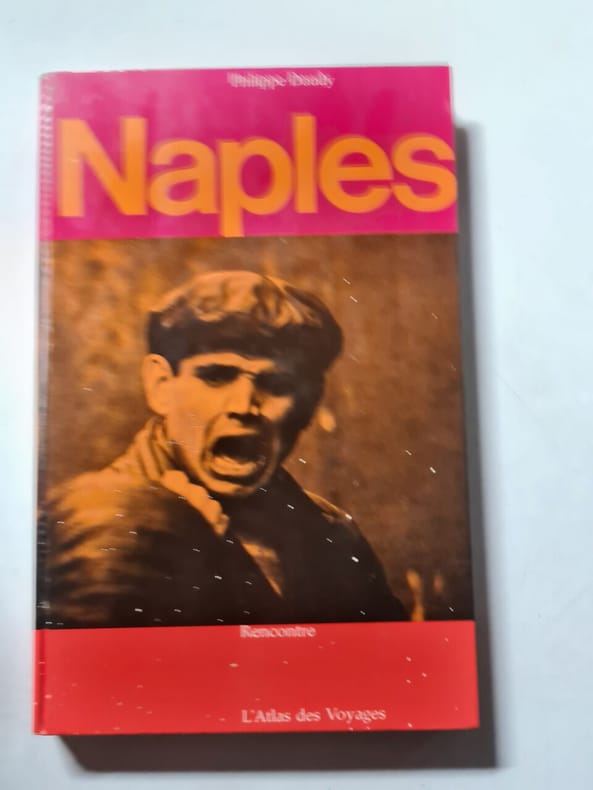 Philippe Daudy
Naples
Rencontre
L'Atlas des Voyages